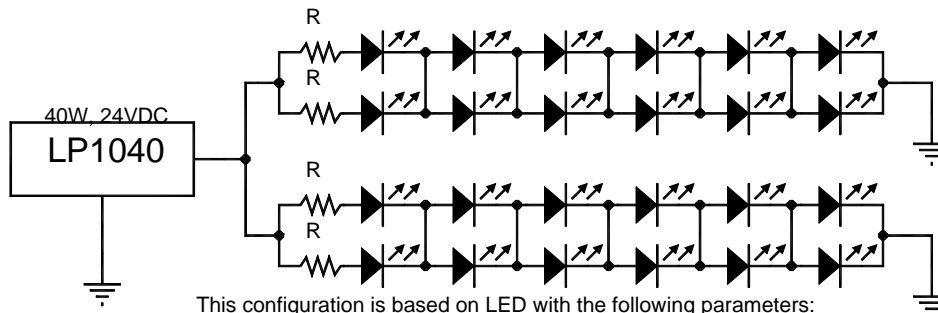 R
R
40W, 24VDC
LP1040
R
R
This configuration is based on LED with the following parameters: